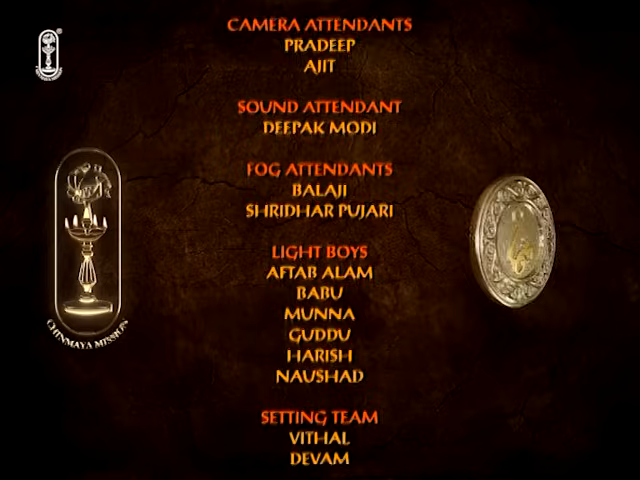 CAMERA ATTENDANTS
PRADEEP
AJIT
SOUND ATTENDANT
DEEPAK MODI
FOG ATTENDANTS
BALAJI
SHRIDHAR PUJARI
LIGHT BOYS
AFTAB ALAM
BABU
MUNNA
GUDDU
HARISH
NAUSHAD
SETTING TEAM
VITHAL
DEVAM
CHINMAYA MISSION